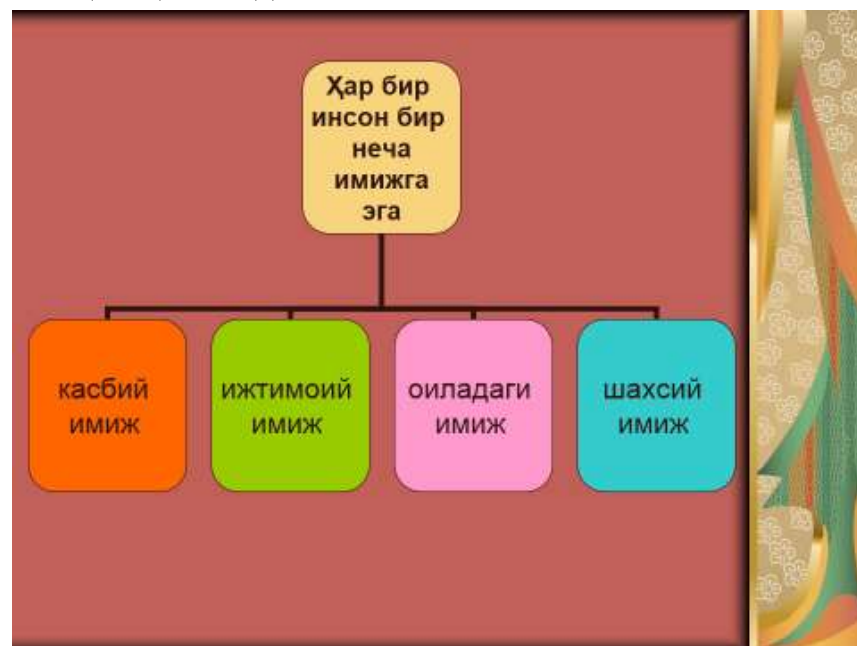 Ҳар бир
инсон бир
неча
имижга
эга
касбий
имиж
ижтимоий
имиж
оиладаги
имиж
шахсий
имиж